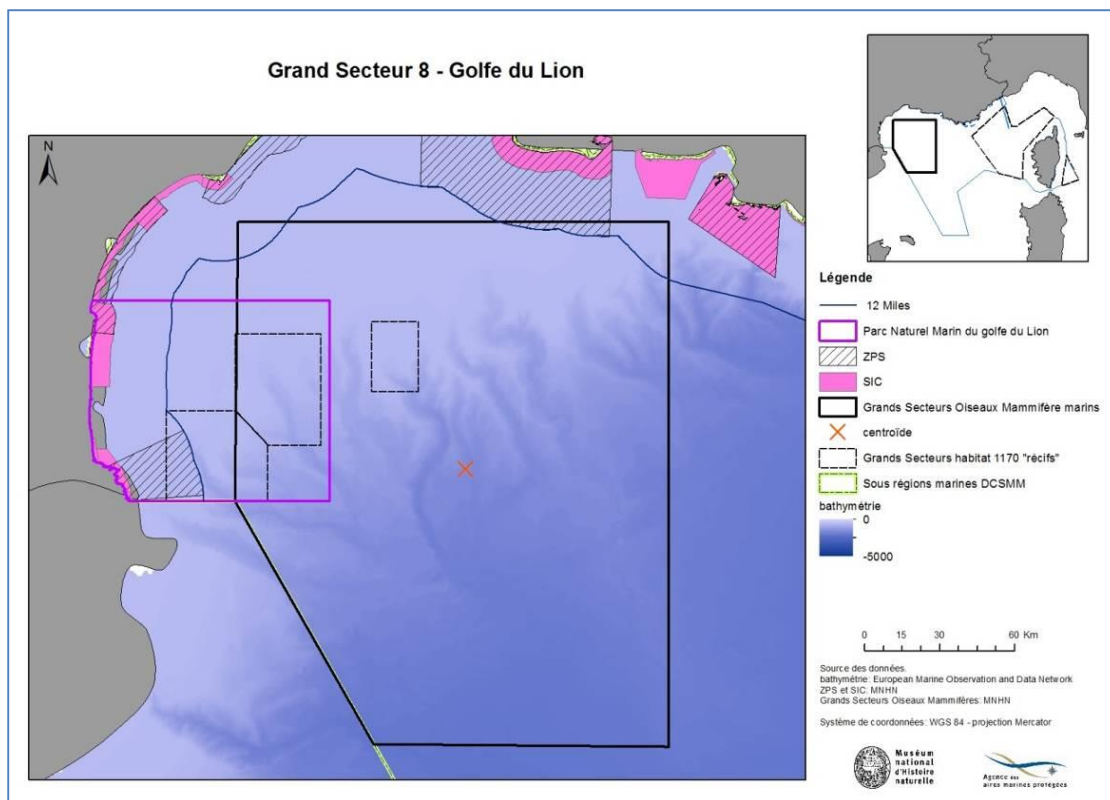 Grand Secteur 8 - Golfe du Lion
N
Légende
12 Miles
Parc Naturel Marin du golfe du Lion
ZPS
SIC
Grands Secteurs Oiseaux Mammifère marins
centroïde
Grands Secteurs habitat 1170 "récifs"
Sous régions marines DCSMM
bathymétrie
0
-5000
0 15 30 60 Km
Source des données.
bathymétrie: European Marine Observation and Data Network
ZPS et SIC: MNHN
Grands Secteurs Oiseaux Mammifères: MNHN
Système de coordonnées: WGS 84 - projection Mercator
Muséum
national
d'Histoire
naturelle
Agence des
aires marines protégées